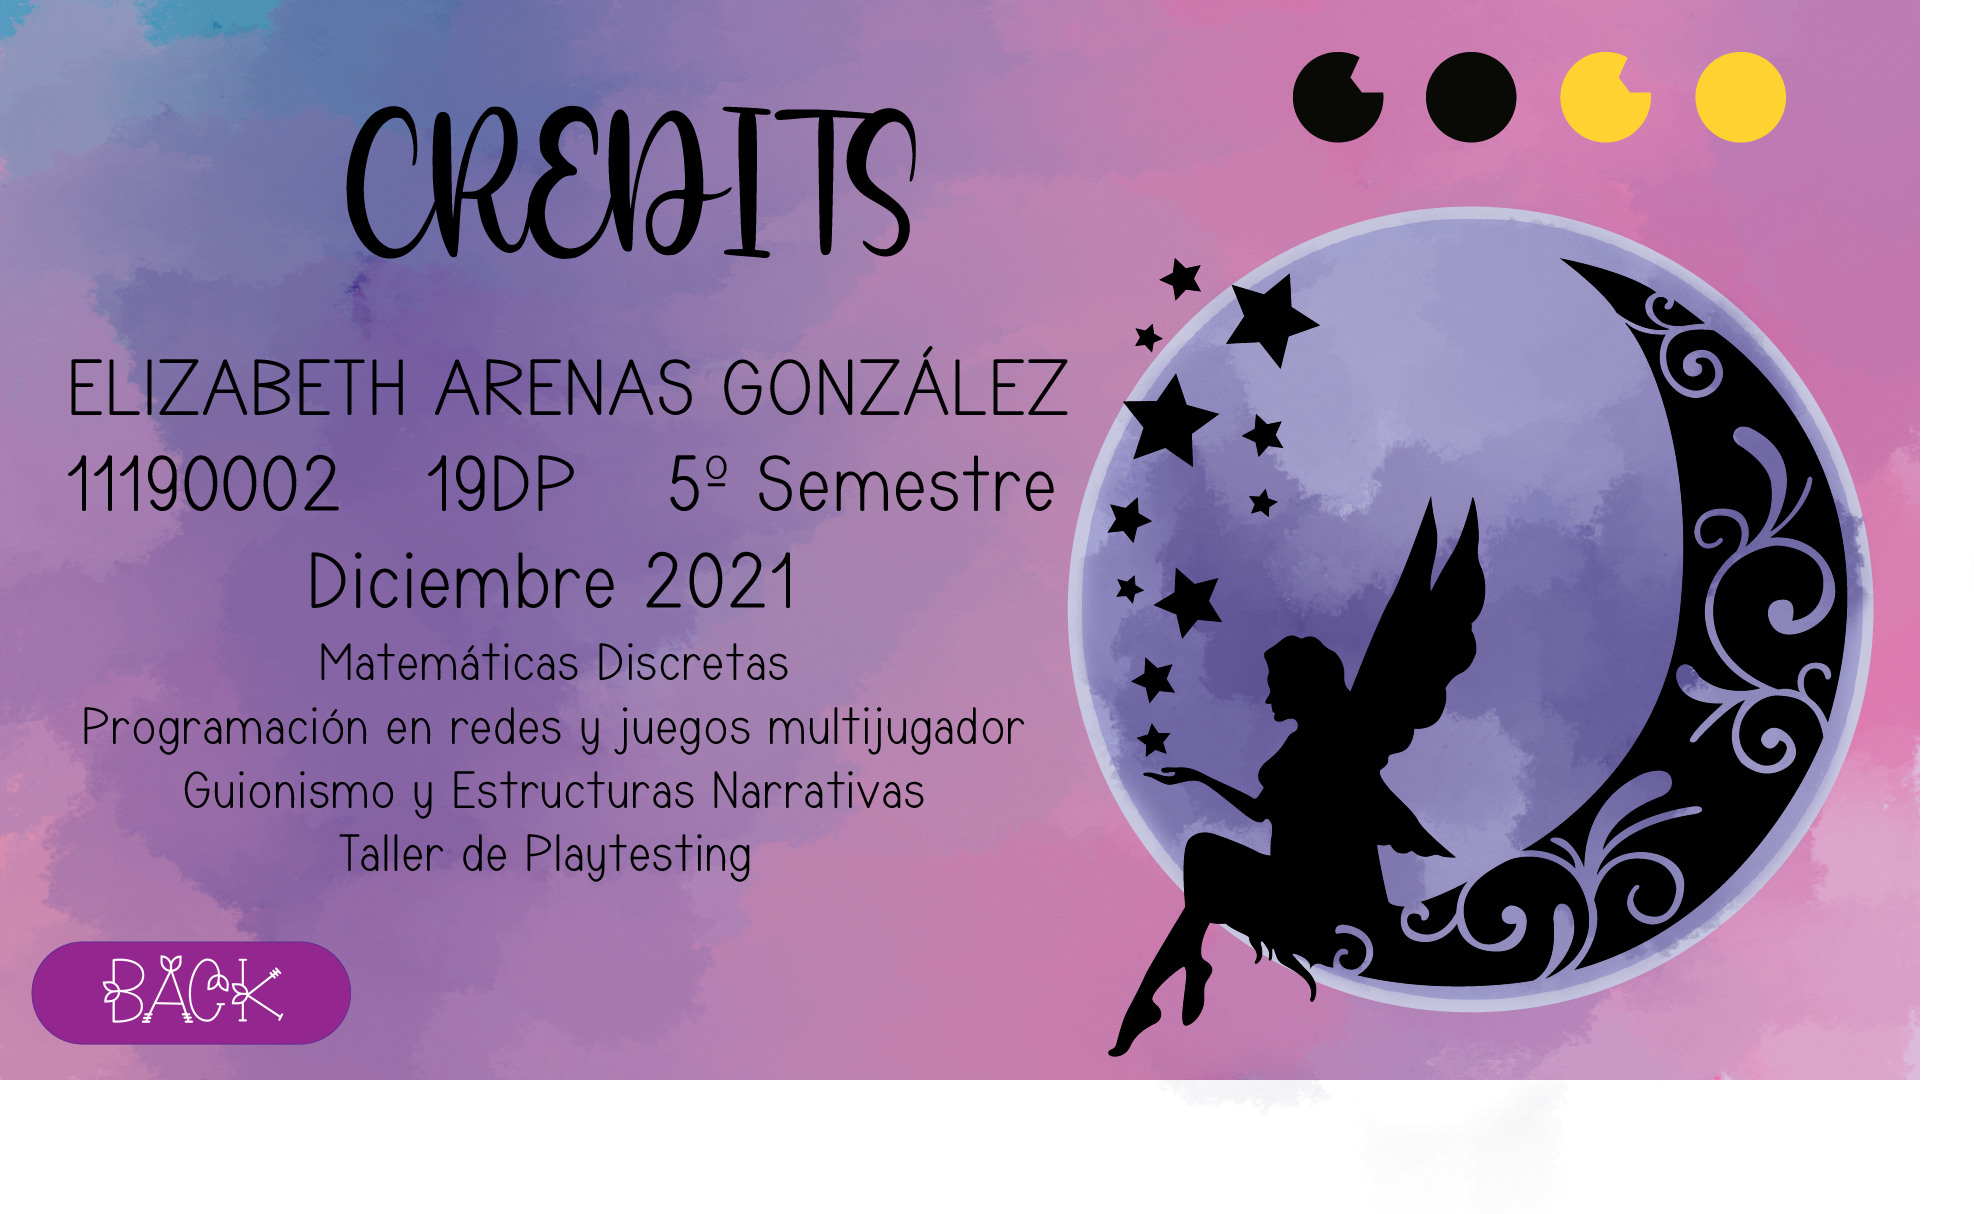 CREDITS
ELIZABETH ARENAS GONZÁLEZ
11190002 19DP 5º Semestre
Diciembre 2021
Matemáticas Discretas
Programación en redes y juegos multijugador
Guionismo y Estructuras Narrativas
Taller de Playtesting
BACK